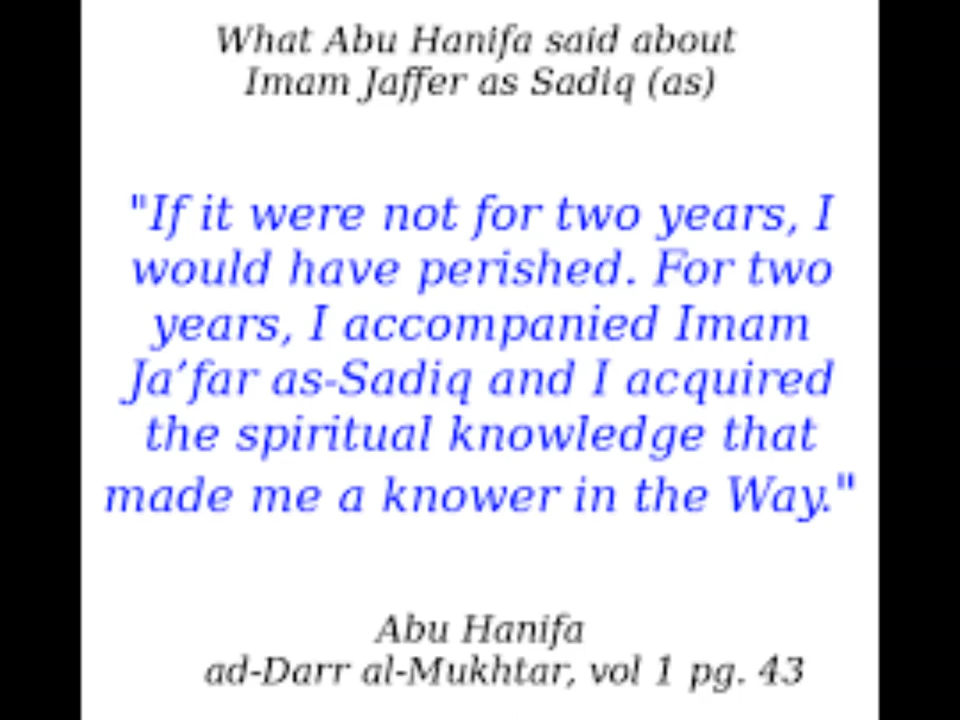 What Abu Hanifa said about
Imam Jaffer as Sadiq (as)
"If it were not for two years, I
would have perished. For two
years, I accompanied Imam
Ja’far as-Sadiq and I acquired
the spiritual knowledge that
made me a knower in the Way."
Abu Hanifa
ad-Darr al-Mukhtar, vol 1 pg. 43